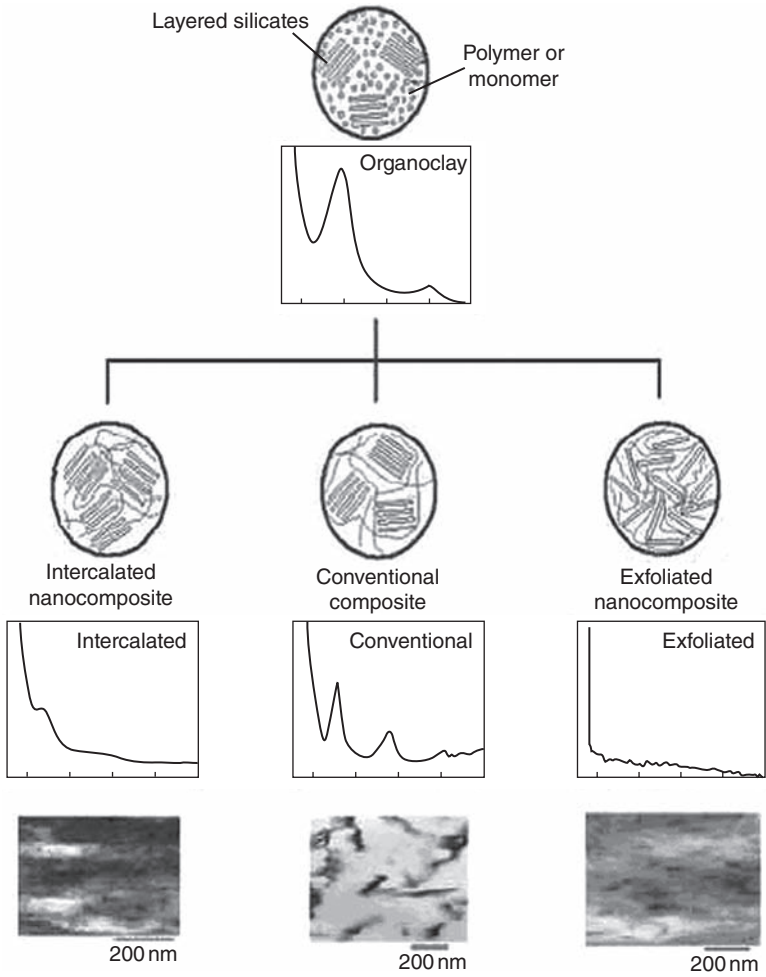 Layered silicates
Polymer or
monomer
Organoclay
Intercalated
nanocomposite
Conventional
composite
Exfoliated
nanocomposite
Intercalated
Conventional
Exfoliated
200 nm
200 nm
200 nm